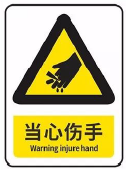 当心伤手
Warning injure hand